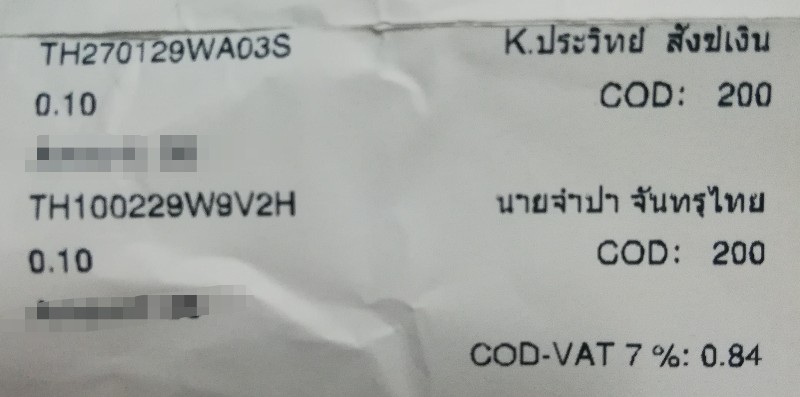 TH270129WA03S K.ประวิทย์ สังข์เงิน
0.10 COD: 200
TH100229W9V2H นายจำปา จันทรุไทย
0.10 COD: 200
COD-VAT 7 %: 0.84